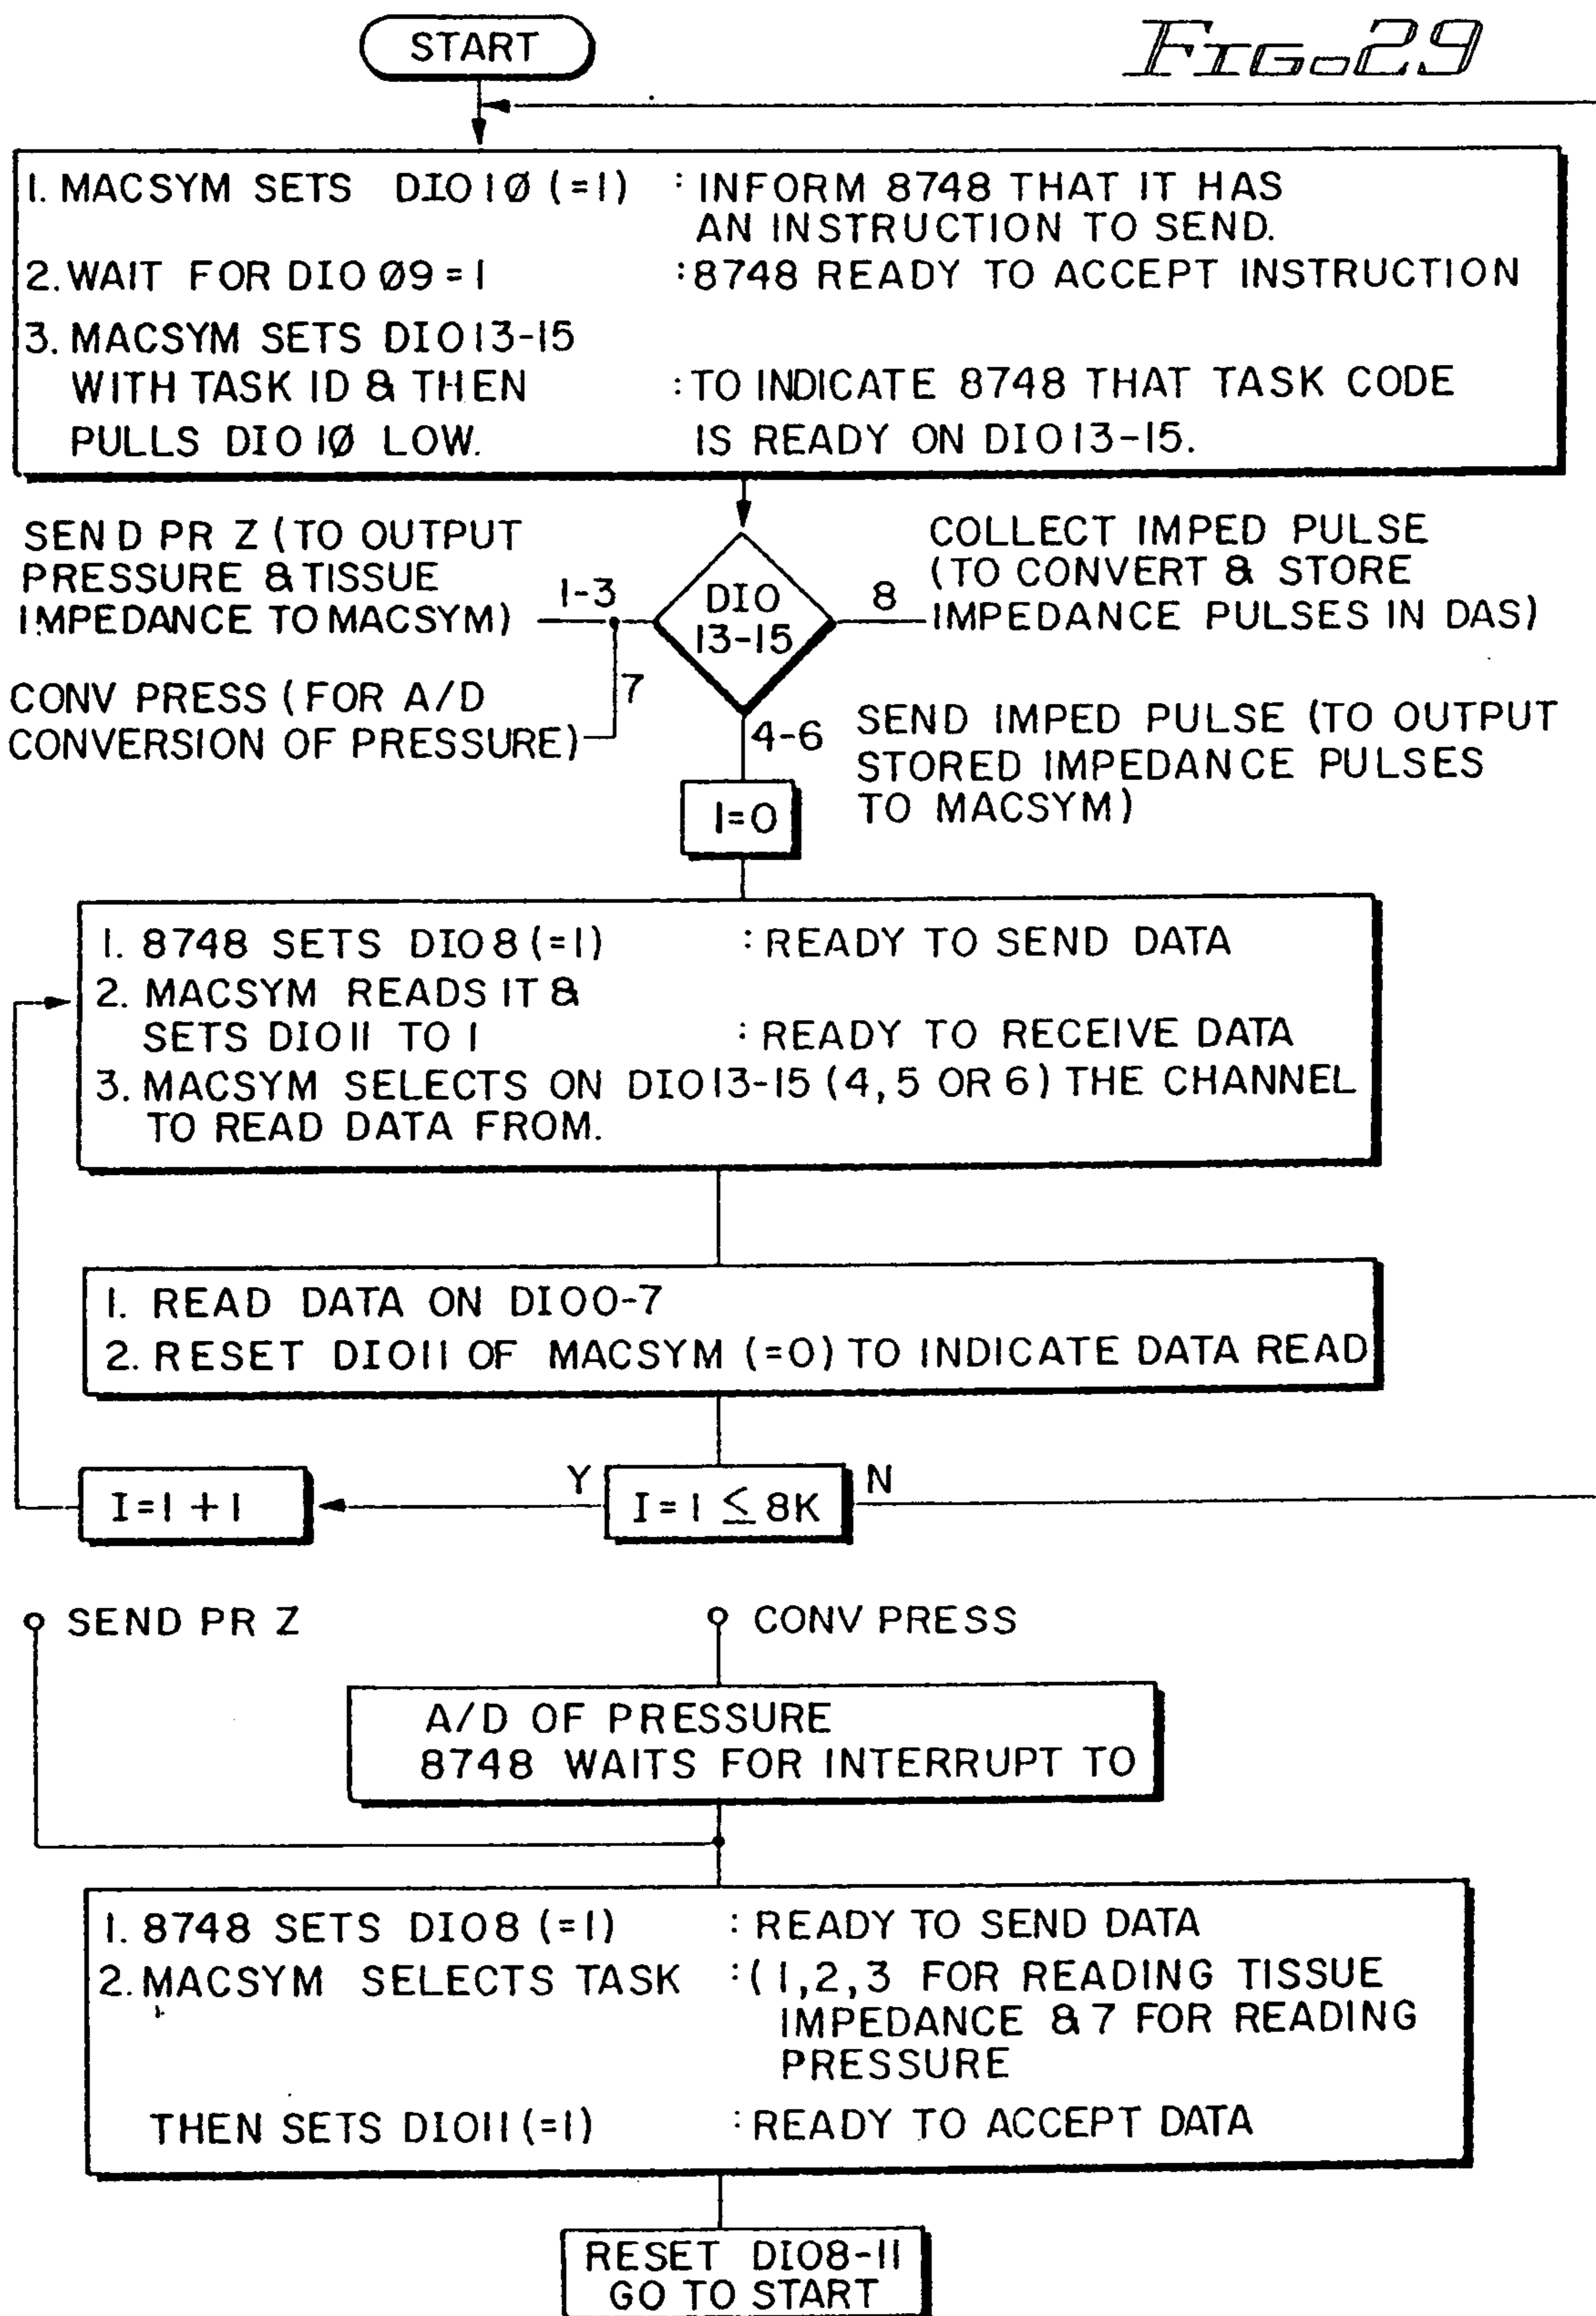 START
FIG. 29
1. MACSYM SETS DIO 1Ø (=1) : INFORM 8748 THAT IT HAS
AN INSTRUCTION TO SEND.
2. WAIT FOR DIO Ø9 = 1 : 8748 READY TO ACCEPT INSTRUCTION
3. MACSYM SETS DIO 13-15
WITH TASK ID & THEN : TO INDICATE 8748 THAT TASK CODE
PULLS DIO 1Ø LOW. IS READY ON DIO 13-15.
SEND PR Z (TO OUTPUT
PRESSURE & TISSUE
IMPEDANCE TO MACSYM)
1-3
DIO
13-15
8
COLLECT IMPED PULSE
(TO CONVERT & STORE
IMPEDANCE PULSES IN DAS)
CONV PRESS (FOR A/D
CONVERSION OF PRESSURE)
7
4-6
SEND IMPED PULSE (TO OUTPUT
STORED IMPEDANCE PULSES
TO MACSYM)
I=0
1. 8748 SETS DIO 8 (=1) : READY TO SEND DATA
2. MACSYM READS IT &
SETS DIO 11 TO 1 : READY TO RECEIVE DATA
3. MACSYM SELECTS ON DIO 13-15 (4, 5 OR 6) THE CHANNEL
TO READ DATA FROM.
1. READ DATA ON DIO0-7
2. RESET DIO11 OF MACSYM (=0) TO INDICATE DATA READ
I=1+1
Y
I=1 ≤ 8K
N
SEND PR Z
CONV PRESS
A/D OF PRESSURE
8748 WAITS FOR INTERRUPT TO
1. 8748 SETS DIO8 (=1) : READY TO SEND DATA
2. MACSYM SELECTS TASK : (1,2,3 FOR READING TISSUE
IMPEDANCE & 7 FOR READING
PRESSURE
THEN SETS DIO11 (=1) : READY TO ACCEPT DATA
RESET DIO8-11
GO TO START